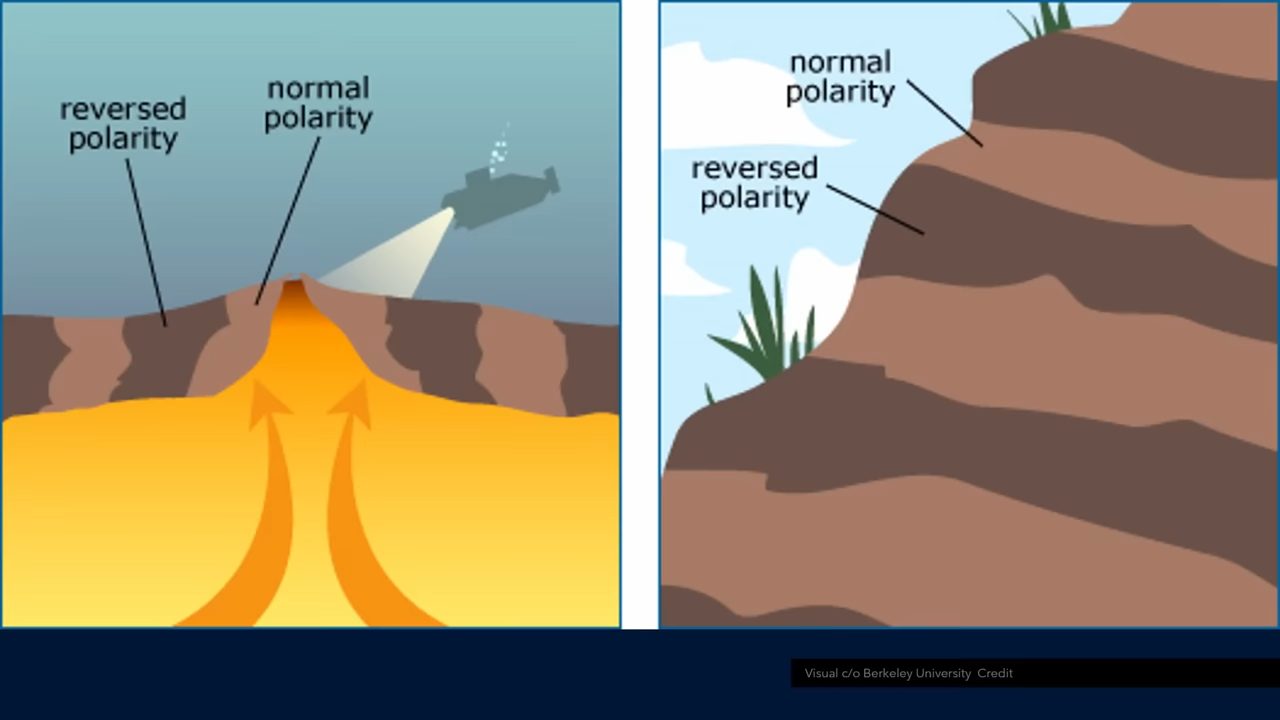 reversed
polarity
normal
polarity
normal
polarity
reversed
polarity
Visual c/o Berkeley University  Credit